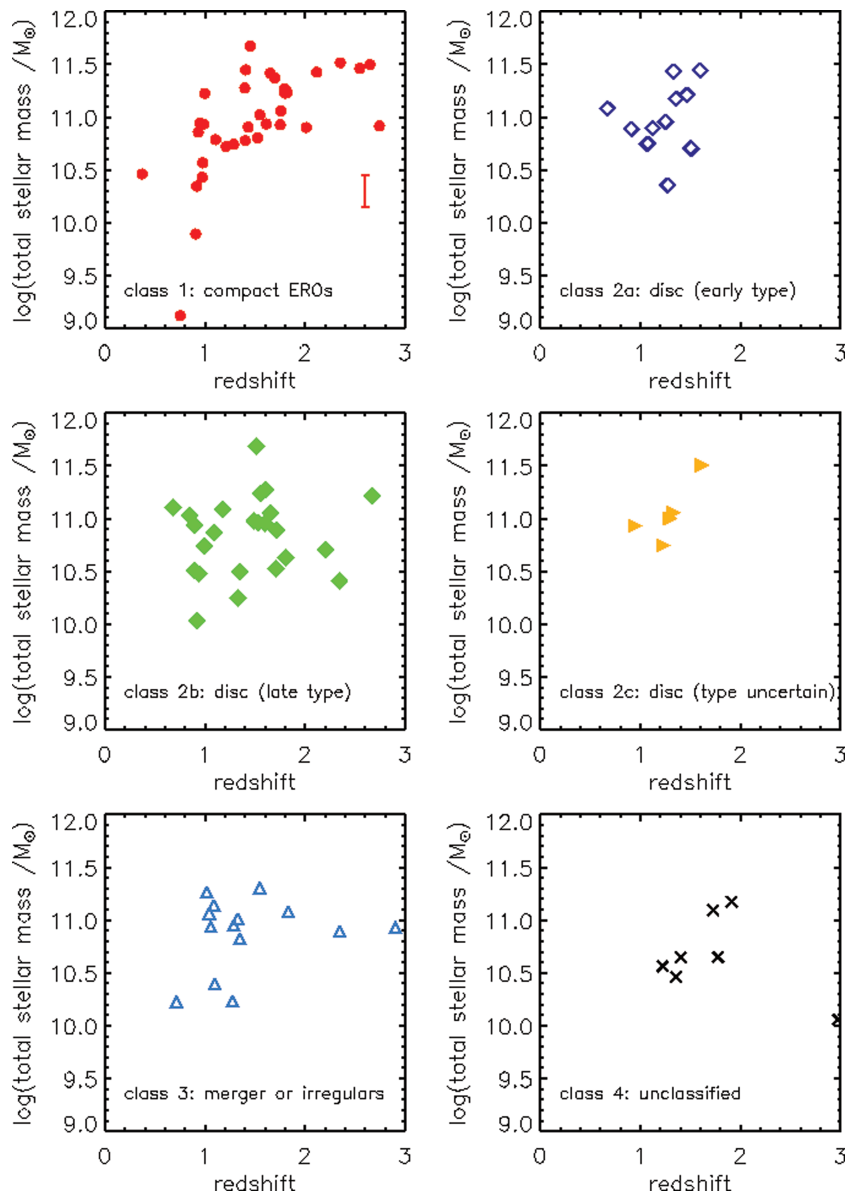 log(total stellar mass /M⊙)
12.0
11.5
11.0
10.5
10.0
9.5
9.0
class 1: compact EROs
0 1 2 3
redshift
log(total stellar mass /M⊙)
12.0
11.5
11.0
10.5
10.0
9.5
9.0
class 2a: disc (early type)
0 1 2 3
redshift
log(total stellar mass /M⊙)
12.0
11.5
11.0
10.5
10.0
9.5
9.0
class 2b: disc (late type)
0 1 2 3
redshift
log(total stellar mass /M⊙)
12.0
11.5
11.0
10.5
10.0
9.5
9.0
class 2c: disc (type uncertain)
0 1 2 3
redshift
log(total stellar mass /M⊙)
12.0
11.5
11.0
10.5
10.0
9.5
9.0
class 3: merger or irregulars
0 1 2 3
redshift
log(total stellar mass /M⊙)
12.0
11.5
11.0
10.5
10.0
9.5
9.0
class 4: unclassified
0 1 2 3
redshift